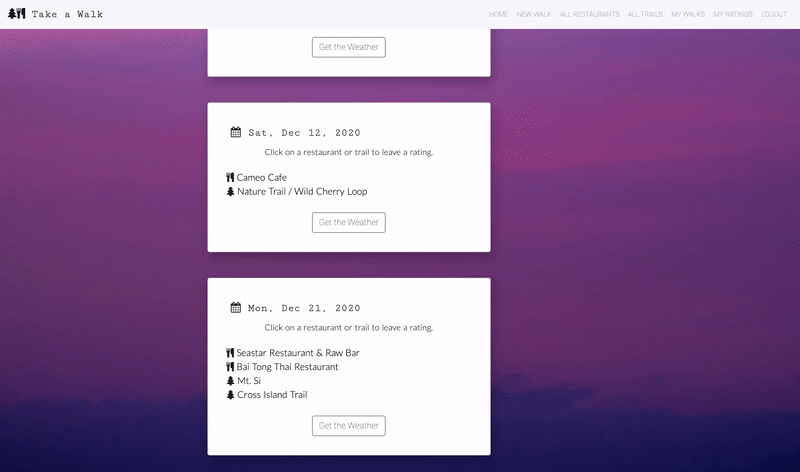 Take a Walk
HOME NEW WALK ALL RESTAURANTS ALL TRAILS MY WALKS MY RATINGS LOGOUT
Get the Weather
Sat, Dec 12, 2020
Click on a restaurant or trail to leave a rating.
Cameo Cafe
Nature Trail / Wild Cherry Loop
Get the Weather
Mon, Dec 21, 2020
Click on a restaurant or trail to leave a rating.
Seastar Restaurant & Raw Bar
Bai Tong Thai Restaurant
Mt. Si
Cross Island Trail
Get the Weather